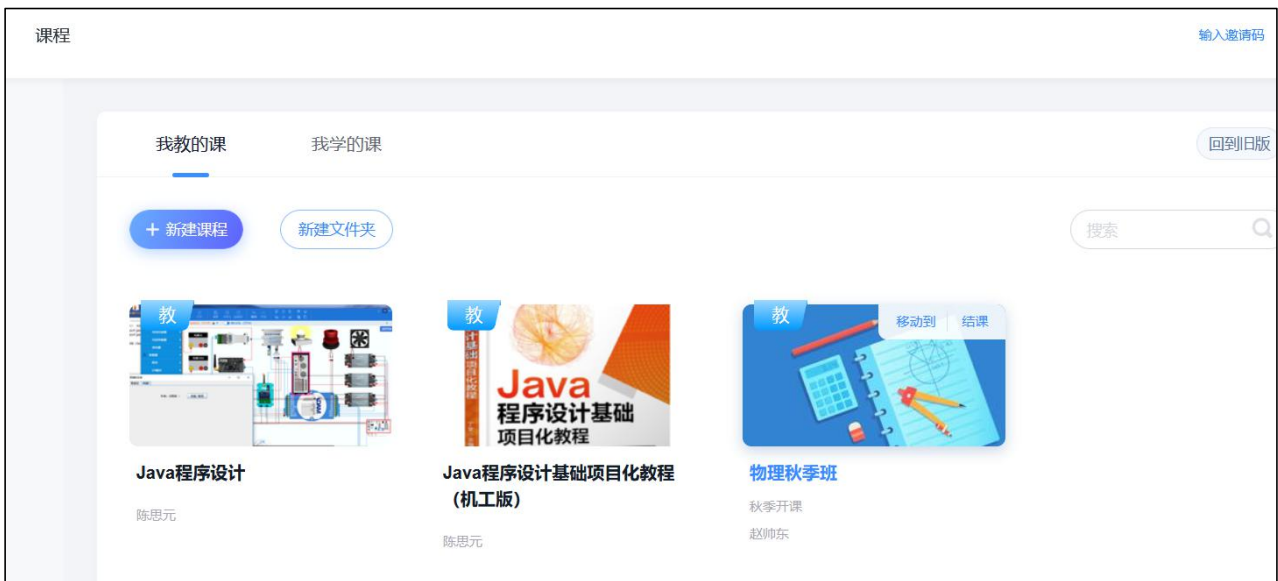 课程
输入邀请码
我教的课
我学的课
回到旧版
+ 新建课程
新建文件夹
搜索
教
教
Java
程序设计基础
项目化教程
教
移动到
结课
Java程序设计
陈思元
Java程序设计基础项目化教程
（机工版）
陈思元
物理秋季班
秋季开课
赵帅东